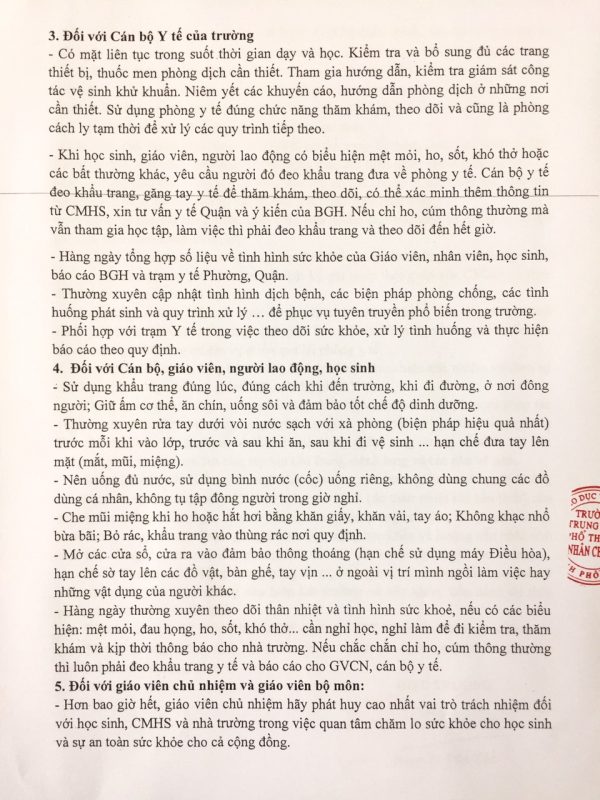 3. Đối với Cán bộ Y tế của trường
- Có mặt liên tục trong suốt thời gian dạy và học. Kiểm tra và bổ sung đủ các trang
thiết bị, thuốc men phòng dịch cần thiết. Tham gia hướng dẫn, kiểm tra giám sát công
tác vệ sinh khử khuẩn. Niêm yết các khuyến cáo, hướng dẫn phòng dịch ở những nơi
cần thiết. Sử dụng phòng y tế đúng chức năng thăm khám, theo dõi và cũng là phòng
cách ly tạm thời để xử lý các quy trình tiếp theo.
- Khi học sinh, giáo viên, người lao động có biểu hiện mệt mỏi, ho, sốt, khó thở hoặc
các bất thường khác, yêu cầu người đó đeo khẩu trang đưa về phòng y tế. Cán bộ y tế
đeo khẩu trang, găng tay y tế để thăm khám, theo dõi, có thể xác minh thêm thông tin
từ CMHS, xin tư vấn y tế Quận và ý kiến của BGH. Nếu chỉ ho, cúm thông thường mà
vẫn tham gia học tập, làm việc thì phải đeo khẩu trang và theo dõi đến hết giờ.
- Hàng ngày tổng hợp số liệu về tình hình sức khỏe của Giáo viên, nhân viên, học sinh,
báo cáo BGH và trạm y tế Phường, Quận.
- Thường xuyên cập nhật tình hình dịch bệnh, các biện pháp phòng chống, các tình
huống phát sinh và quy trình xử lý … để phục vụ tuyên truyền phổ biến trong trường.
- Phối hợp với trạm Y tế trong việc theo dõi sức khỏe, xử lý tình huống và thực hiện
báo cáo theo quy định.
4. Đối với Cán bộ, giáo viên, người lao động, học sinh
- Sử dụng khẩu trang đúng lúc, đúng cách khi đến trường, khi đi đường, ở nơi đông
người; Giữ ấm cơ thể, ăn chín, uống sôi và đảm bảo tốt chế độ dinh dưỡng.
- Thường xuyên rửa tay dưới vòi nước sạch với xà phòng (biện pháp hiệu quả nhất)
trước mỗi khi vào lớp, trước và sau khi ăn, sau khi đi vệ sinh ... hạn chế đưa tay lên
mặt (mắt, mũi, miệng).
- Nên uống đủ nước, sử dụng bình nước (cốc) uống riêng, không dùng chung các đồ
dùng cá nhân, không tụ tập đông người trong giờ nghỉ.
- Che mũi miệng khi ho hoặc hắt hơi bằng khăn giấy, khăn vải, tay áo; Không khạc nhổ
bừa bãi; Bỏ rác, khẩu trang vào thùng rác nơi quy định.
- Mở các cửa sổ, cửa ra vào đảm bảo thông thoáng (hạn chế sử dụng máy Điều hòa),
hạn chế sờ tay lên các đồ vật, bàn ghế, tay vịn ... ở ngoài vị trí mình ngồi làm việc hay
những vật dụng của người khác.
- Hàng ngày thường xuyên theo dõi thân nhiệt và tình hình sức khoẻ, nếu có các biểu
hiện: mệt mỏi, đau họng, ho, sốt, khó thở... cần nghỉ học, nghỉ làm để đi kiểm tra, thăm
khám và kịp thời thông báo cho nhà trường. Nếu chắc chắn chỉ ho, cúm thông thường
thì luôn phải đeo khẩu trang y tế và báo cáo cho GVCN, cán bộ y tế.
5. Đối với giáo viên chủ nhiệm và giáo viên bộ môn:
- Hơn bao giờ hết, giáo viên chủ nhiệm hãy phát huy cao nhất vai trò trách nhiệm đối
với học sinh, CMHS và nhà trường trong việc quan tâm chăm lo sức khỏe cho học sinh
và sự an toàn sức khỏe cho cả cộng đồng.
DỤC
TRƯỜ
TRUNG
PHỔ TH
NHÂN CH
PHỐ